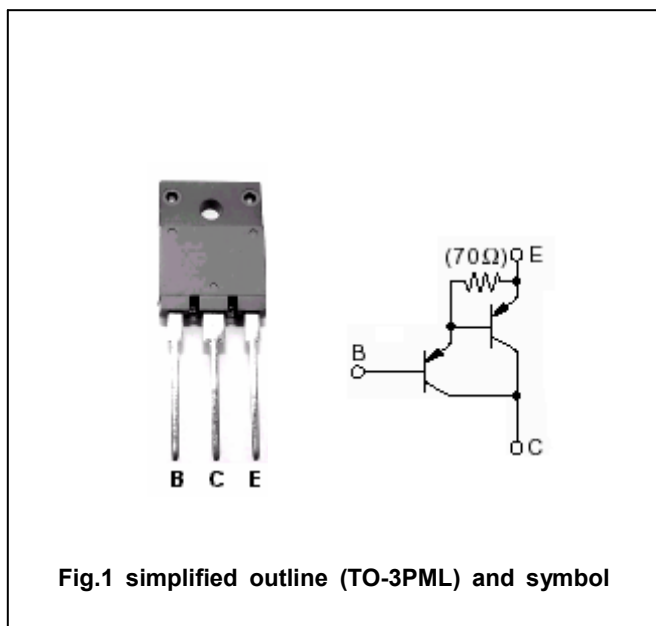 (70Ω) E
B
C
B C E
Fig.1 simplified outline (TO-3PML) and symbol